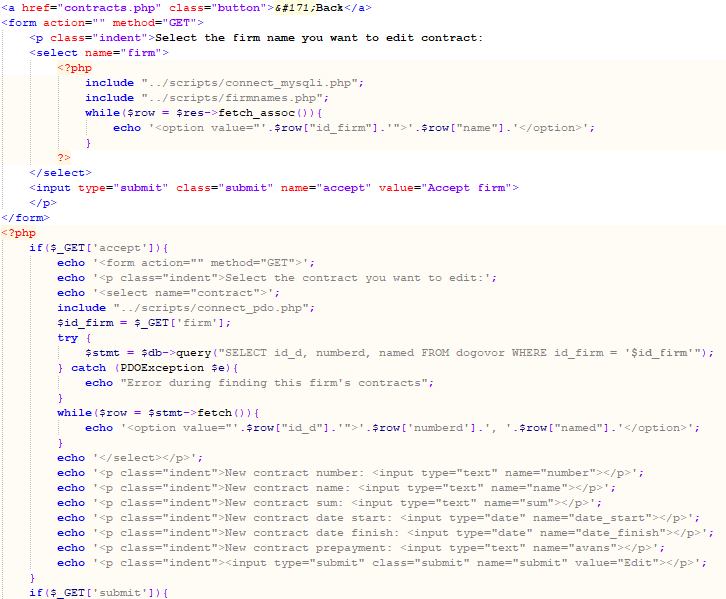 <a href="contracts.php" class="button">&#171;Back</a>
<form action="" method="GET">
<p class="indent">Select the firm name you want to edit contract:
<select name="firm">
<?php
include "../scripts/connect_mysqli.php";
include "../scripts/firmnames.php";
while($row = $res->fetch_assoc()){
echo '<option value="'.$row["id_firm"].'">'.$row["name"].'</option>';
}
?>
</select>
<input type="submit" class="submit" name="accept" value="Accept firm">
</p>
</form>
<?php
if($_GET['accept']){
echo '<form action="" method="GET">';
echo '<p class="indent">Select the contract you want to edit:';
echo '<select name="contract">';
include "../scripts/connect_pdo.php";
$id_firm = $_GET['firm'];
try {
$stmt = $db->query("SELECT id_d, numberd, named FROM dogovor WHERE id_firm = '$id_firm'");
} catch (PDOException $e){
echo "Error during finding this firm's contracts";
}
while($row = $stmt->fetch()){
echo '<option value="'.$row["id_d"].'">'.$row['numberd'].', '.$row["named"].'</option>';
}
echo '</select></p>';
echo '<p class="indent">New contract number: <input type="text" name="number"></p>';
echo '<p class="indent">New contract name: <input type="text" name="name"></p>';
echo '<p class="indent">New contract sum: <input type="text" name="sum"></p>';
echo '<p class="indent">New contract date start: <input type="date" name="date_start"></p>';
echo '<p class="indent">New contract date finish: <input type="date" name="date_finish"></p>';
echo '<p class="indent">New contract prepayment: <input type="text" name="avans"></p>';
echo '<p class="indent"><input type="submit" class="submit" name="submit" value="Edit"></p>';
}
if($_GET['submit']){